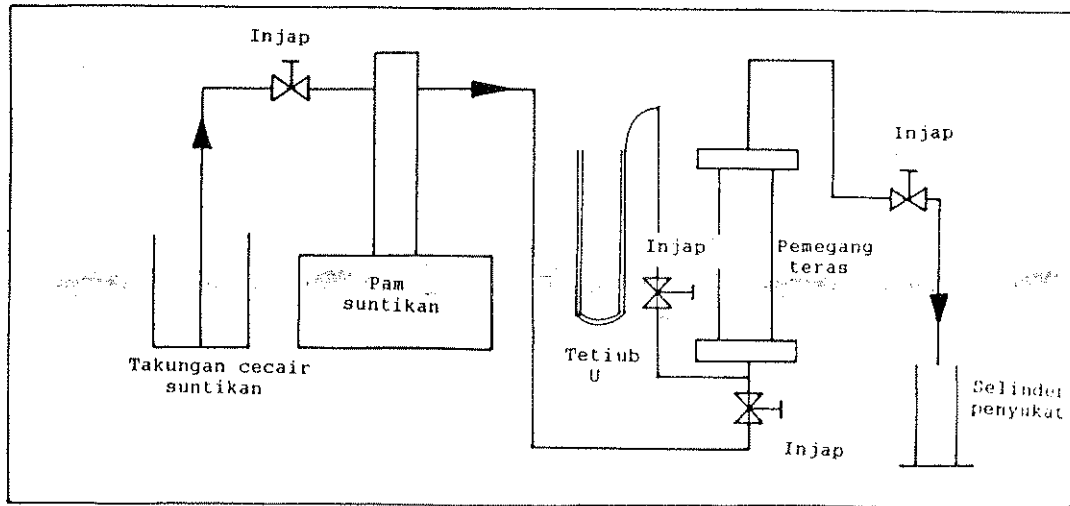 Injap
Injap
Injap
Pemegang
teras
Pam
suntikan
Takungan cecair
suntikan
Tetiub
U
Selinder
penyukat
Injap